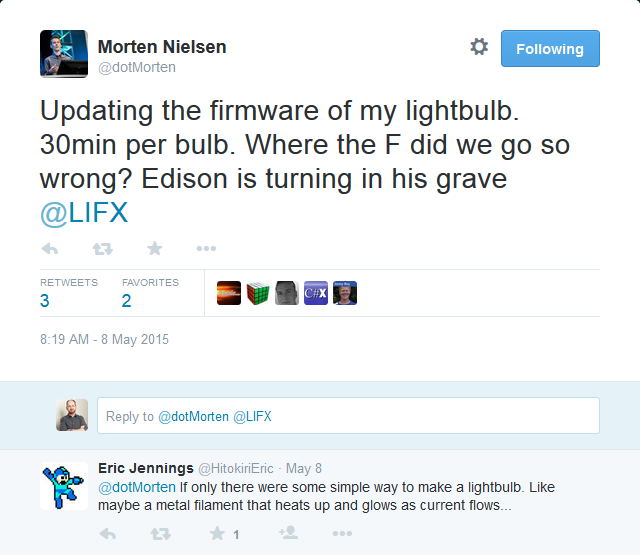 Morten Nielsen
@dotMorten
Following
Updating the firmware of my lightbulb.
30min per bulb. Where the F did we go so
wrong? Edison is turning in his grave
@LIFX
RETWEETS
3
FAVORITES
2
C#X
8:19 AM - 8 May 2015
Reply to @dotMorten @LIFX
Eric Jennings @HitokiriEric · May 8
@dotMorten If only there were some simple way to make a lightbulb. Like
maybe a metal filament that heats up and glows as current flows...
1